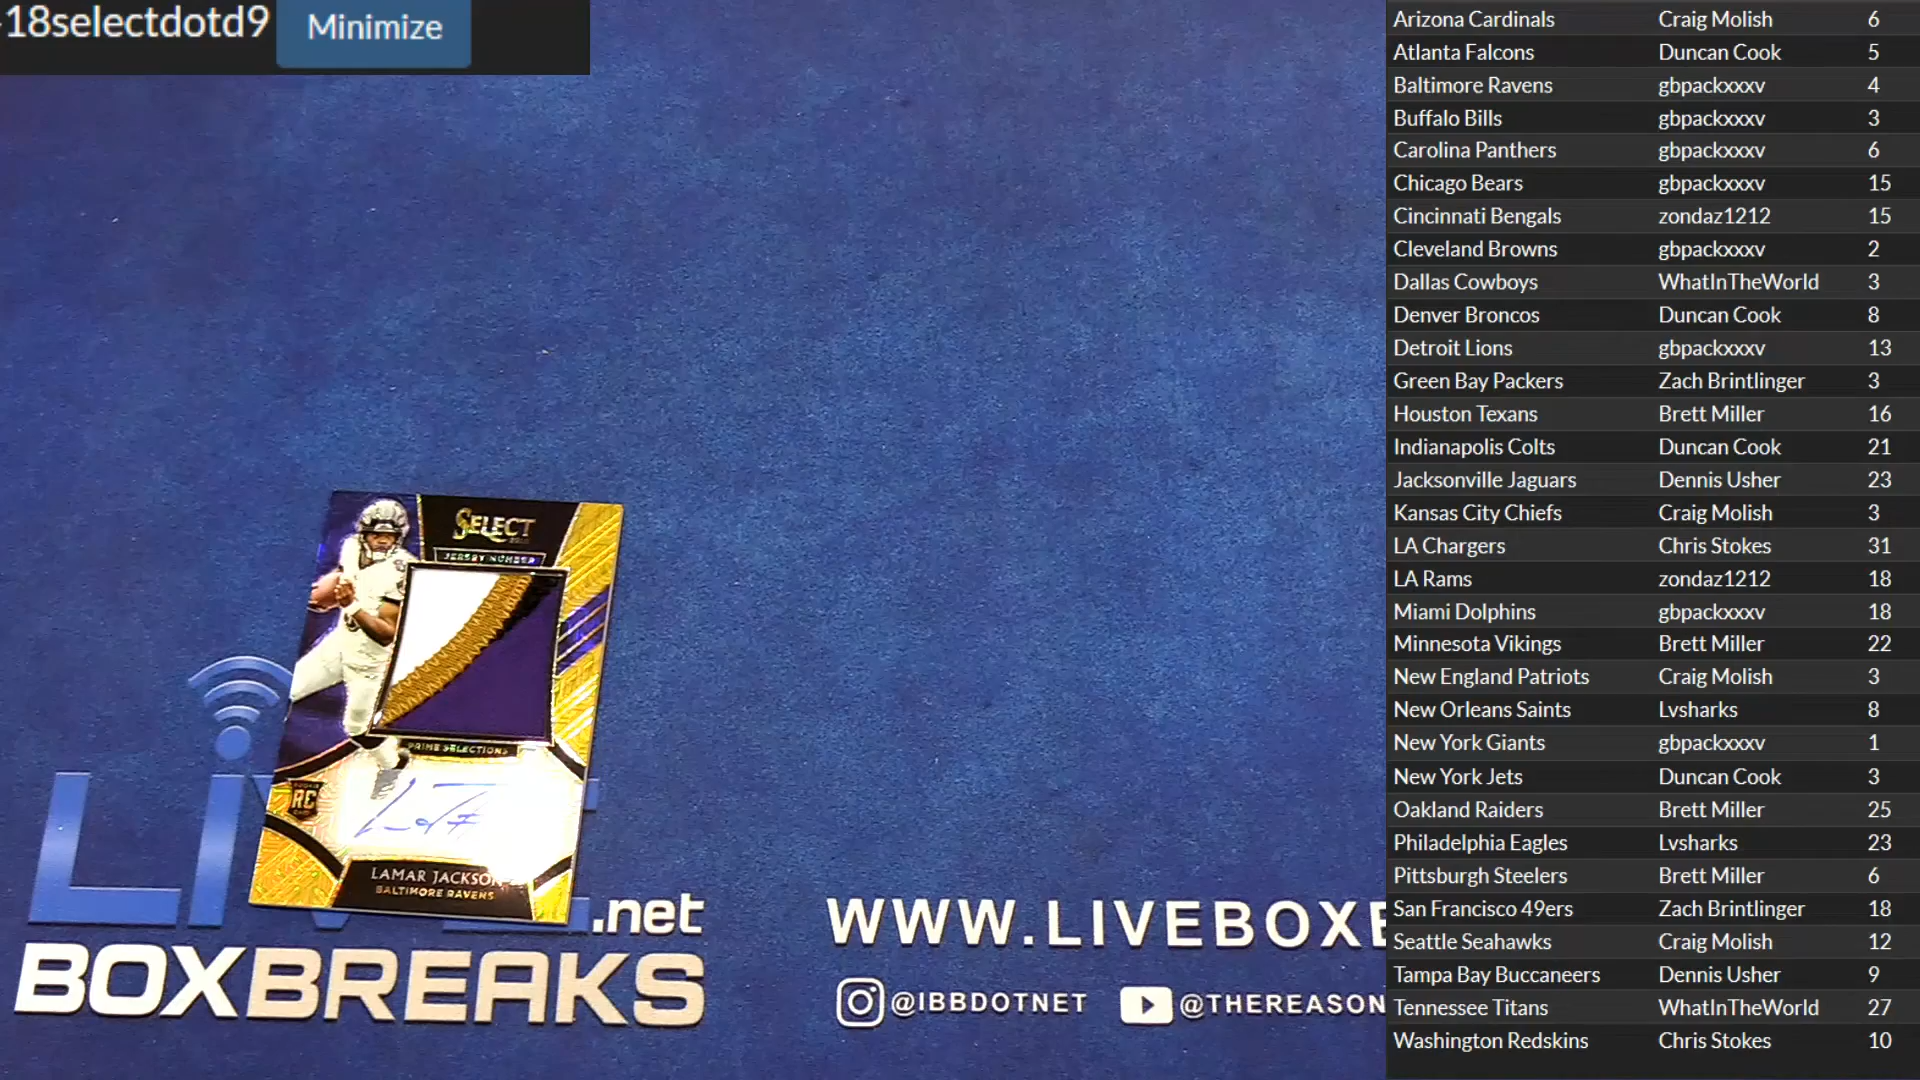 -18selectdotd9 Minimize
Arizona Cardinals Craig Molish 6
Atlanta Falcons Duncan Cook 5
Baltimore Ravens gbpackxxxv 4
Buffalo Bills gbpackxxxv 3
Carolina Panthers gbpackxxxv 6
Chicago Bears gbpackxxxv 15
Cincinnati Bengals zondaz1212 15
Cleveland Browns gbpackxxxv 2
Dallas Cowboys WhatInTheWorld 3
Denver Broncos Duncan Cook 8
Detroit Lions gbpackxxxv 13
Green Bay Packers Zach Brintlinger 3
Houston Texans Brett Miller 16
Indianapolis Colts Duncan Cook 21
Jacksonville Jaguars Dennis Usher 23
Kansas City Chiefs Craig Molish 3
LA Chargers Chris Stokes 31
LA Rams zondaz1212 18
Miami Dolphins gbpackxxxv 18
Minnesota Vikings Brett Miller 22
New England Patriots Craig Molish 3
New Orleans Saints Lvsharks 8
New York Giants gbpackxxxv 1
New York Jets Duncan Cook 3
Oakland Raiders Brett Miller 25
Philadelphia Eagles Lvsharks 23
Pittsburgh Steelers Brett Miller 6
San Francisco 49ers Zach Brintlinger 18
Seattle Seahawks Craig Molish 12
Tampa Bay Buccaneers Dennis Usher 9
Tennessee Titans WhatInTheWorld 27
Washington Redskins Chris Stokes 10
SELECT
JERSEY NUMBER
PRIME SELECTIONS
RC
LAMAR JACKSON
BALTIMORE RAVENS
.net
BOXBREAKS
WWW.LIVEBOXB
@IBBDOTNET @THEREASON